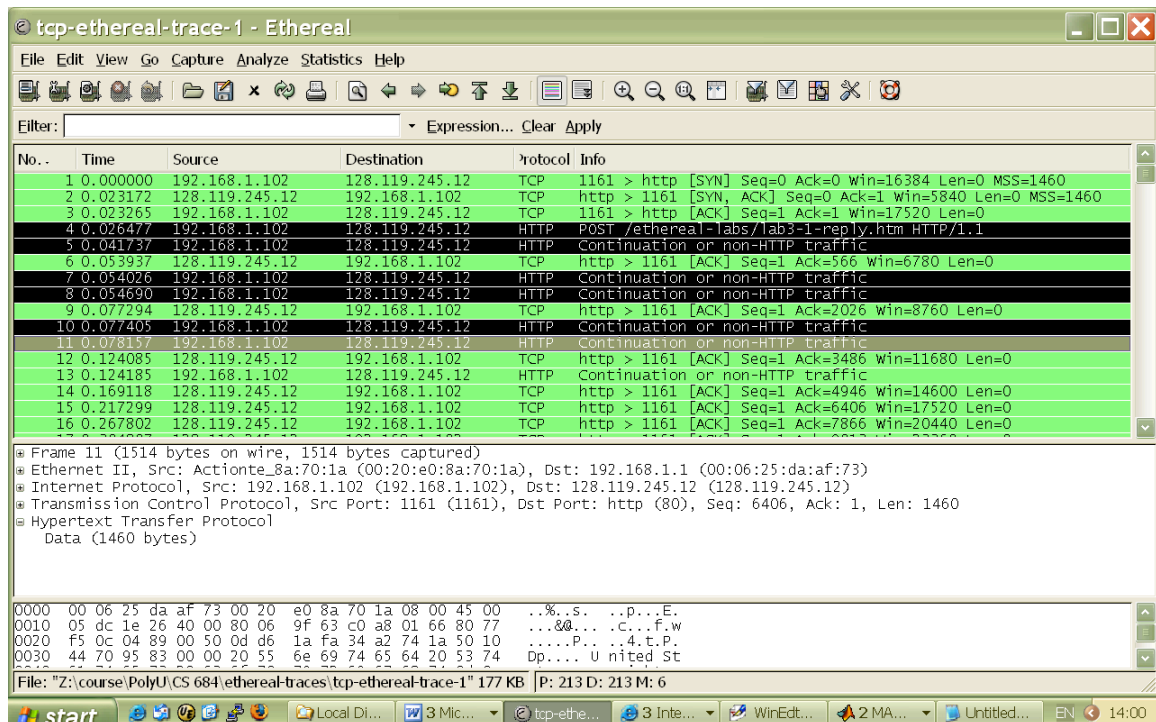 tcp-ethereal-trace-1 - Ethereal
File Edit View Go Capture Analyze Statistics Help
Filter: Expression... Clear Apply
No. . Time Source Destination Protocol Info
1 0.000000 192.168.1.102 128.119.245.12 TCP 1161 > http [SYN] Seq=0 Ack=0 Win=16384 Len=0 MSS=1460
2 0.023172 128.119.245.12 192.168.1.102 TCP http > 1161 [SYN, ACK] Seq=0 Ack=1 Win=5840 Len=0 MSS=1460
3 0.023265 192.168.1.102 128.119.245.12 TCP 1161 > http [ACK] Seq=1 Ack=1 Win=17520 Len=0
4 0.026477 192.168.1.102 128.119.245.12 HTTP POST /ethereal-labs/lab3-1-reply.htm HTTP/1.1
5 0.041737 192.168.1.102 128.119.245.12 HTTP Continuation or non-HTTP traffic
6 0.053937 128.119.245.12 192.168.1.102 TCP http > 1161 [ACK] Seq=1 Ack=566 Win=6780 Len=0
7 0.054026 192.168.1.102 128.119.245.12 HTTP Continuation or non-HTTP traffic
8 0.054690 192.168.1.102 128.119.245.12 HTTP Continuation or non-HTTP traffic
9 0.077294 128.119.245.12 192.168.1.102 TCP http > 1161 [ACK] Seq=1 Ack=2026 Win=8760 Len=0
10 0.077405 192.168.1.102 128.119.245.12 HTTP Continuation or non-HTTP traffic
11 0.078157 192.168.1.102 128.119.245.12 HTTP Continuation or non-HTTP traffic
12 0.124085 128.119.245.12 192.168.1.102 TCP http > 1161 [ACK] Seq=1 Ack=3486 Win=11680 Len=0
13 0.124185 192.168.1.102 128.119.245.12 HTTP Continuation or non-HTTP traffic
14 0.169118 128.119.245.12 192.168.1.102 TCP http > 1161 [ACK] Seq=1 Ack=4946 Win=14600 Len=0
15 0.217299 128.119.245.12 192.168.1.102 TCP http > 1161 [ACK] Seq=1 Ack=6406 Win=17520 Len=0
16 0.267802 128.119.245.12 192.168.1.102 TCP http > 1161 [ACK] Seq=1 Ack=7866 Win=20440 Len=0
Frame 11 (1514 bytes on wire, 1514 bytes captured)
Ethernet II, Src: Actionte_8a:70:1a (00:20:e0:8a:70:1a), Dst: 192.168.1.1 (00:06:25:da:af:73)
Internet Protocol, Src: 192.168.1.102 (192.168.1.102), Dst: 128.119.245.12 (128.119.245.12)
Transmission Control Protocol, Src Port: 1161 (1161), Dst Port: http (80), Seq: 6406, Ack: 1, Len: 1460
Hypertext Transfer Protocol
Data (1460 bytes)
0000 00 06 25 da af 73 00 20 e0 8a 70 1a 08 00 45 00 ..%..s. ..p...E.
0010 05 dc 1e 26 40 00 80 06 9f 63 c0 a8 01 66 80 77 ...&@... .c...f.w
0020 f5 0c 04 89 00 50 0d d6 1a fa 34 a2 74 1a 50 10 .....P.. ..4.t.P.
0030 44 70 95 83 00 00 20 55 6e 69 74 65 64 20 53 74 Dp.... U nited St
File: "Z:\course\PolyU\CS 684\ethereal-traces\tcp-ethereal-trace-1" 177 KB P: 213 D: 213 M: 6
start Local Di... 3 Mic... tcp-ethe... 3 Inte... WinEdt... 2 MA... Untitled... EN 14:00